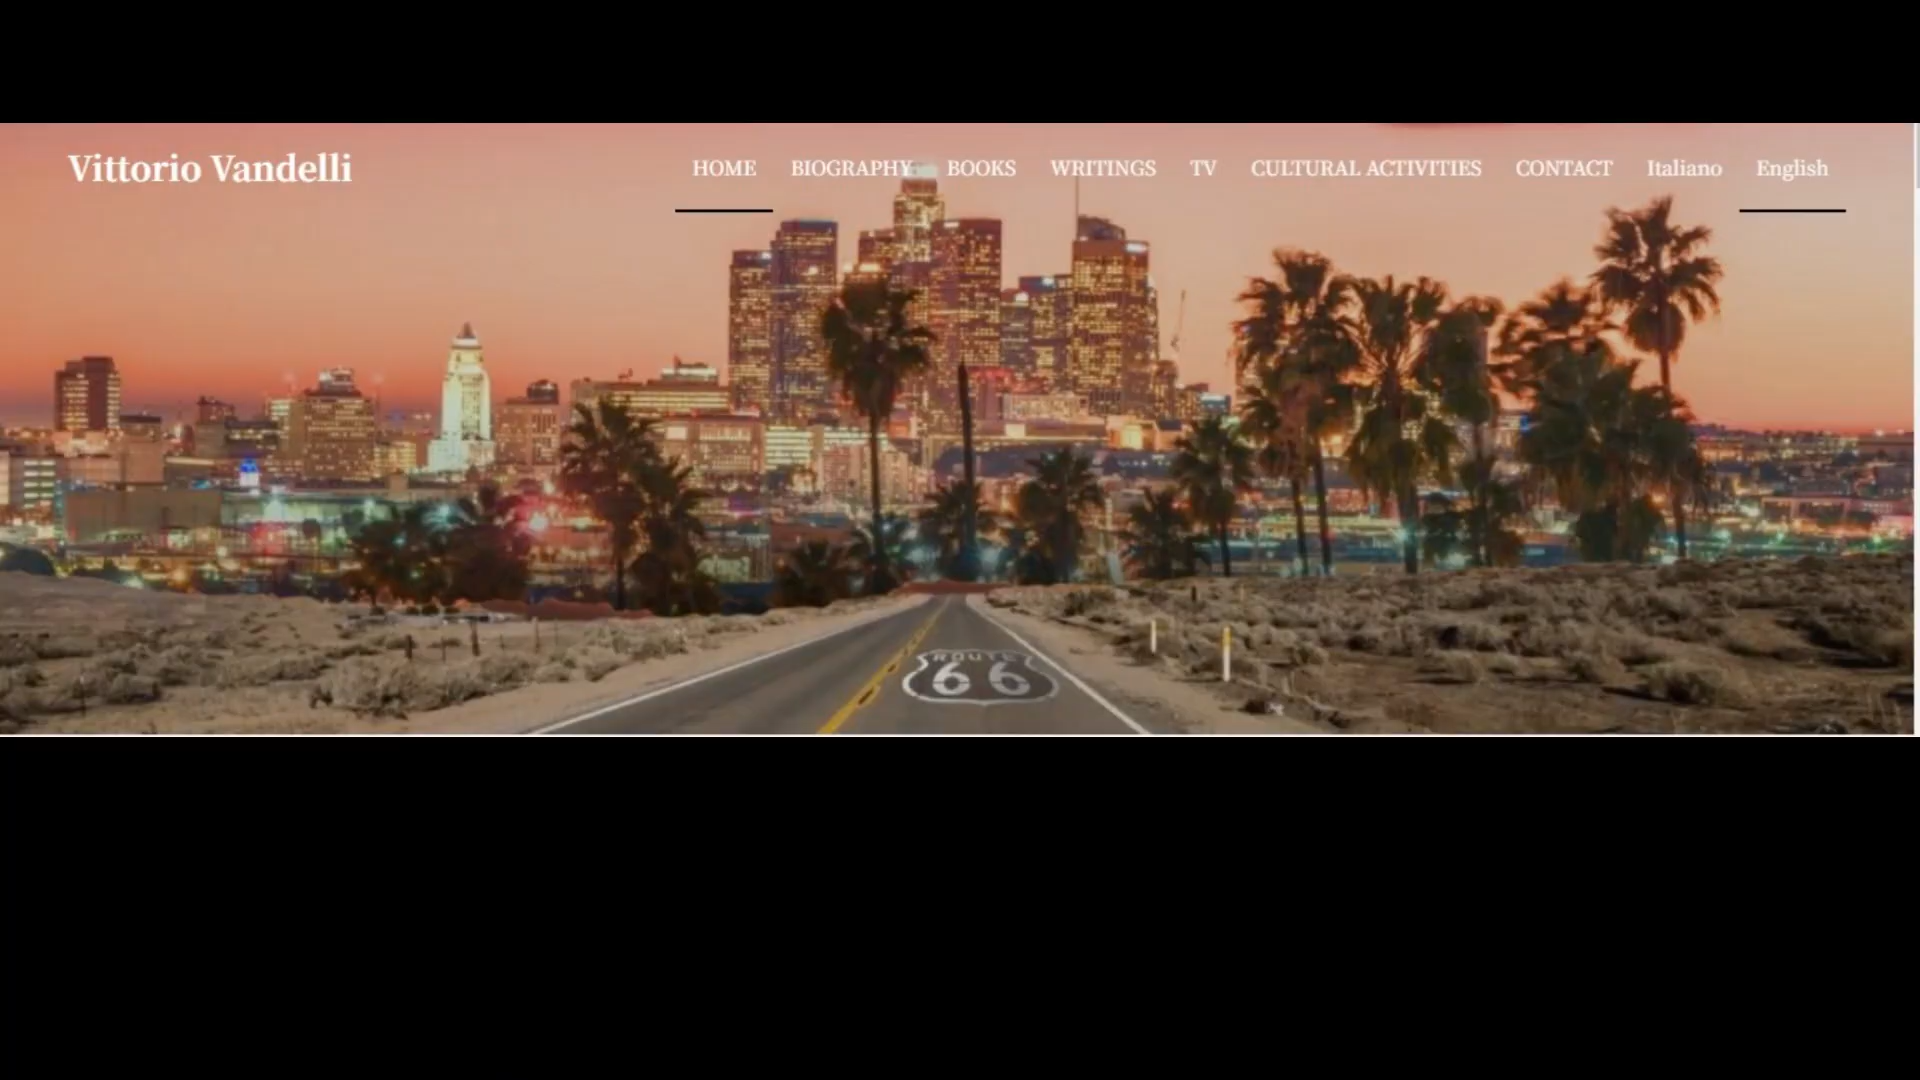 Vittorio Vandelli
HOME BIOGRAPHY BOOKS WRITINGS TV CULTURAL ACTIVITIES CONTACT Italiano English
ROUTE
66